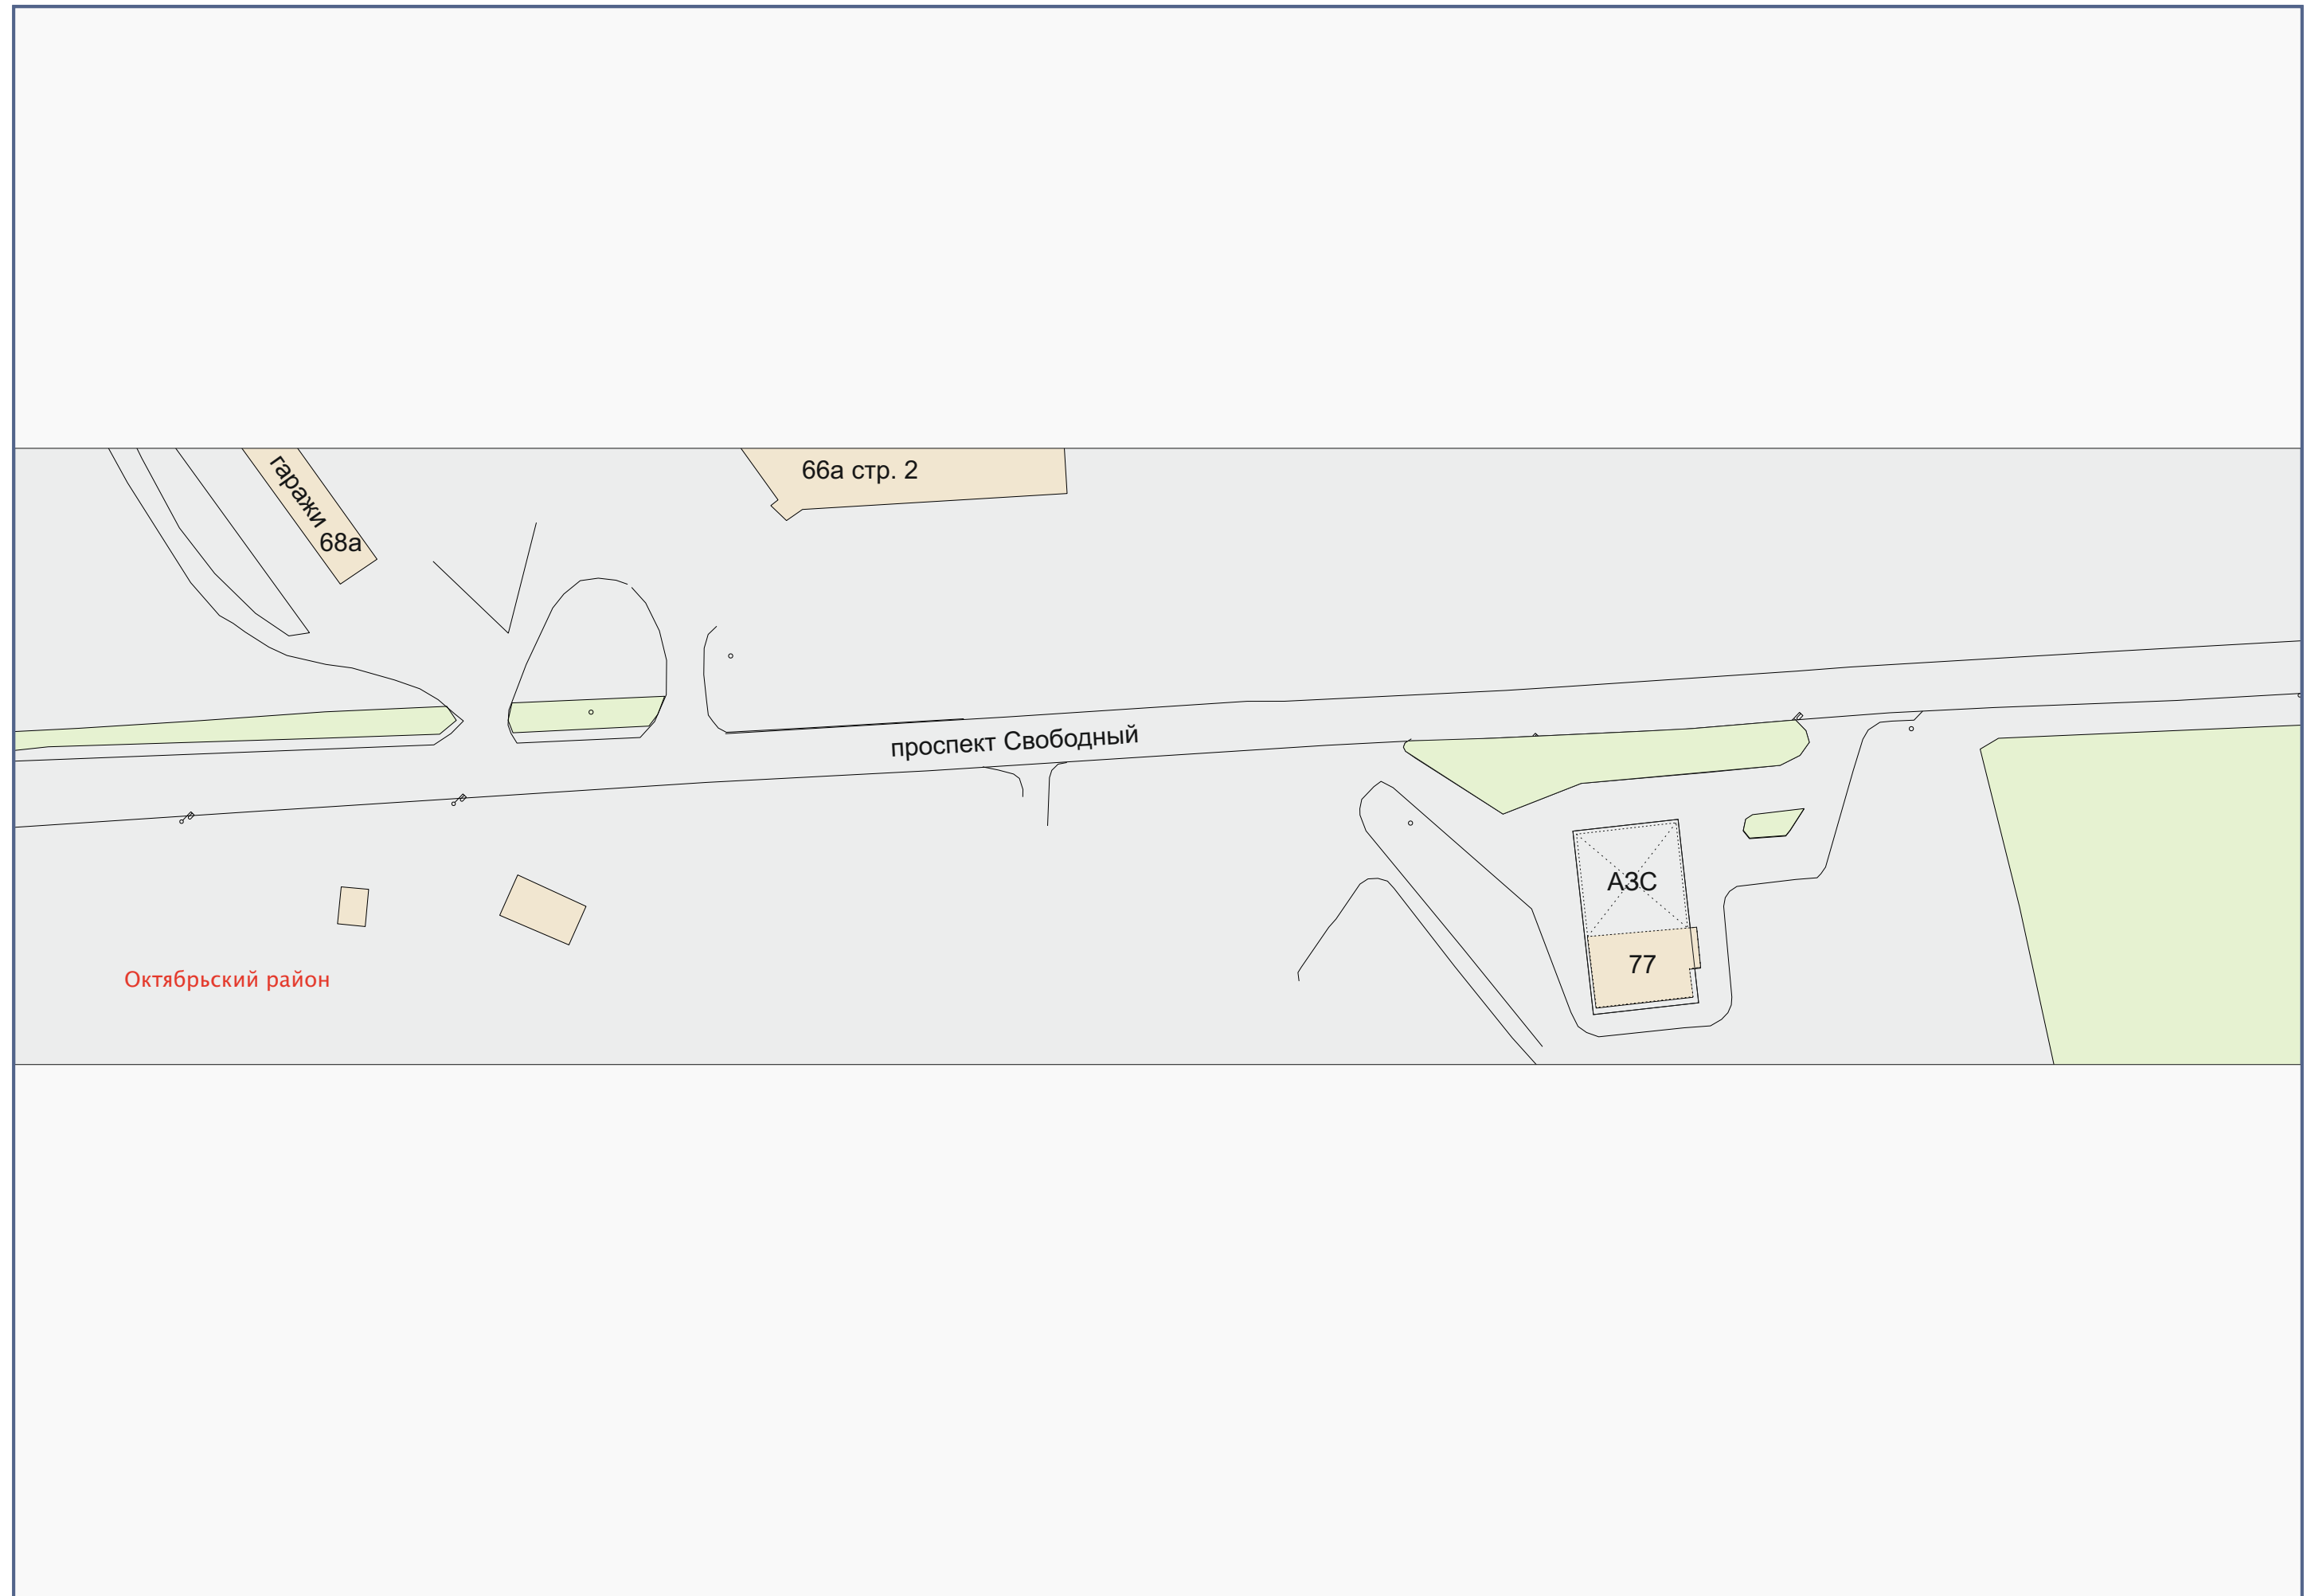 66а стр. 2
гаражи
68а
проспект Свободный
АЗС
77
Октябрьский район